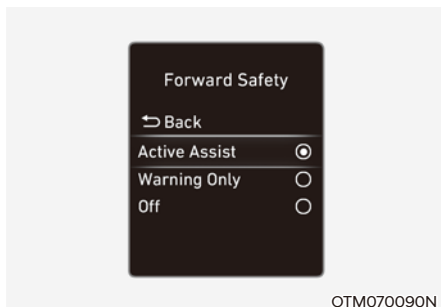 Forward Safety
Back
Active Assist
Warning Only
Off
OTM070090N